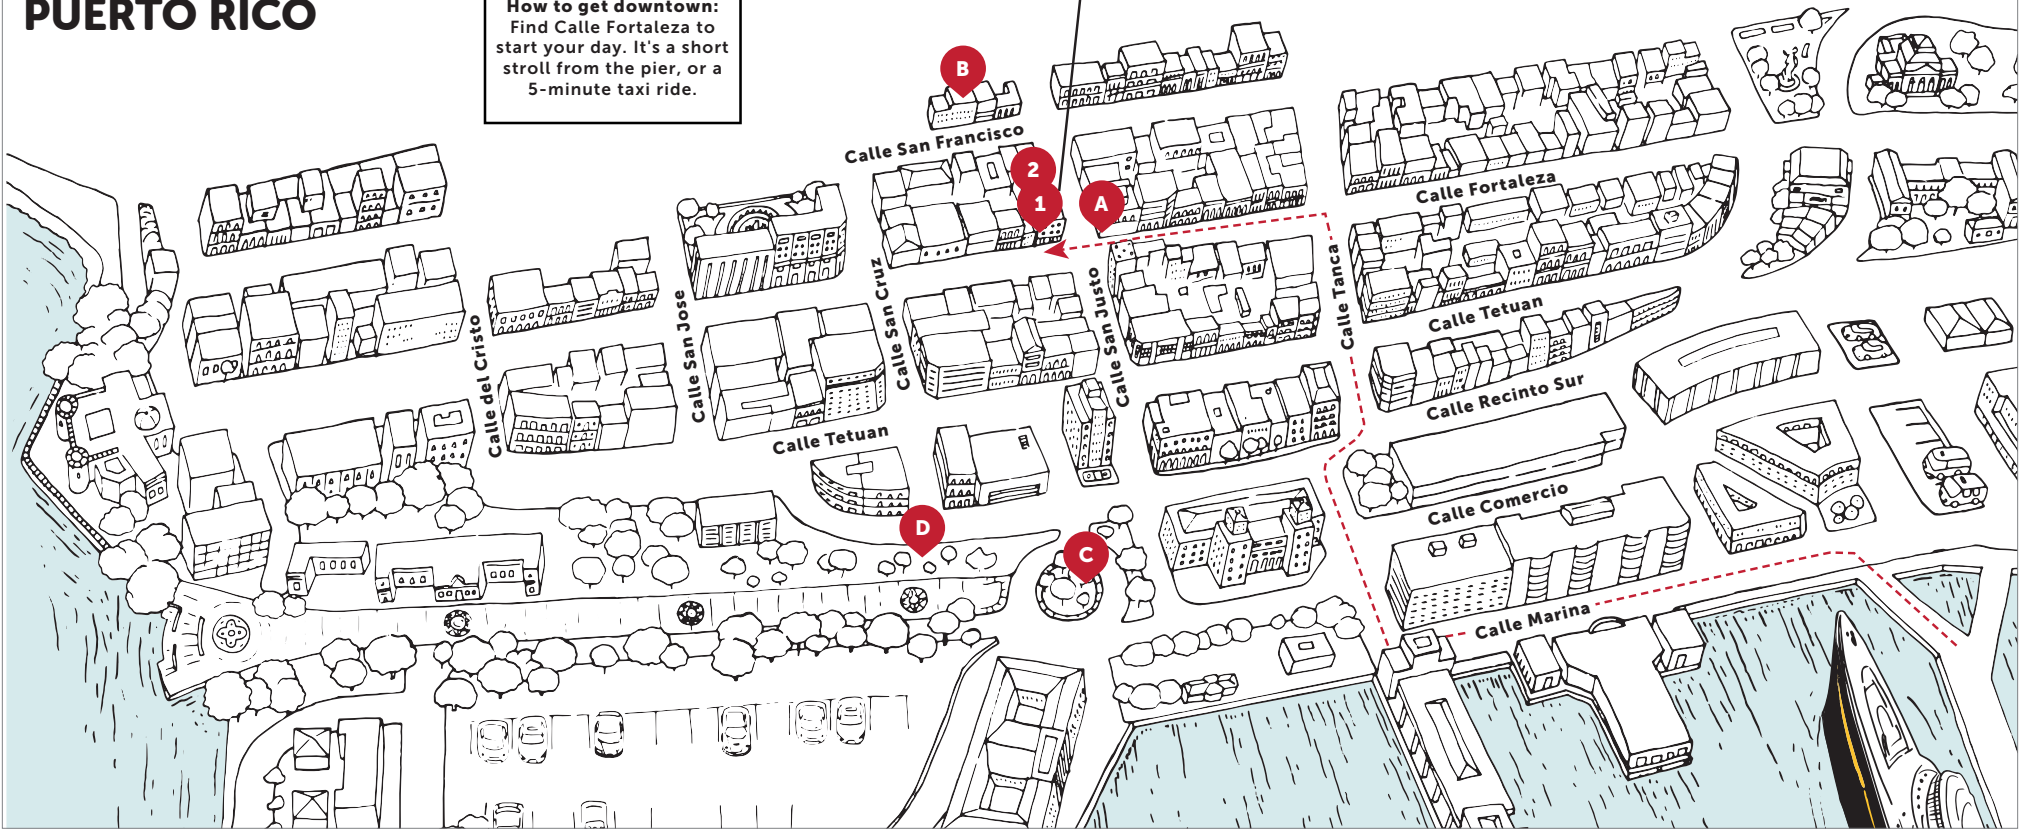 PUERTO RICO
How to get downtown:
Find Calle Fortaleza to
start your day. It's a short
stroll from the pier, or a
5-minute taxi ride.
B
Calle San Francisco
2
1
A
Calle Fortaleza
Calle Tanca
Calle San Justo
Calle San Cruz
Calle San Jose
Calle del Cristo
Calle Tetuan
Calle Recinto Sur
Calle Tetuan
Calle Comercio
D
C
Calle Marina